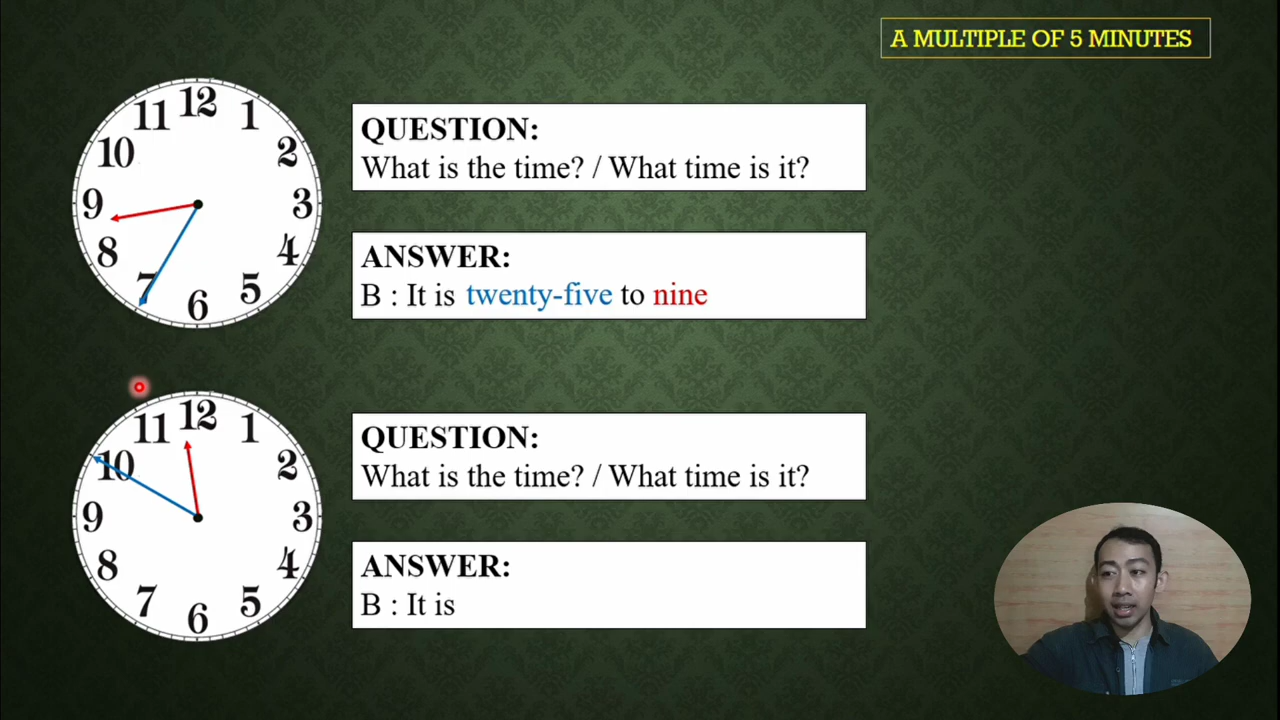 A MULTIPLE OF 5 MINUTES
12
11 1
10 2
9 3
8 4
7 5
6
QUESTION:
What is the time? / What time is it?
ANSWER:
B : It is twenty-five to nine
12
11 1
10 2
9 3
8 4
7 5
6
QUESTION:
What is the time? / What time is it?
ANSWER:
B : It is